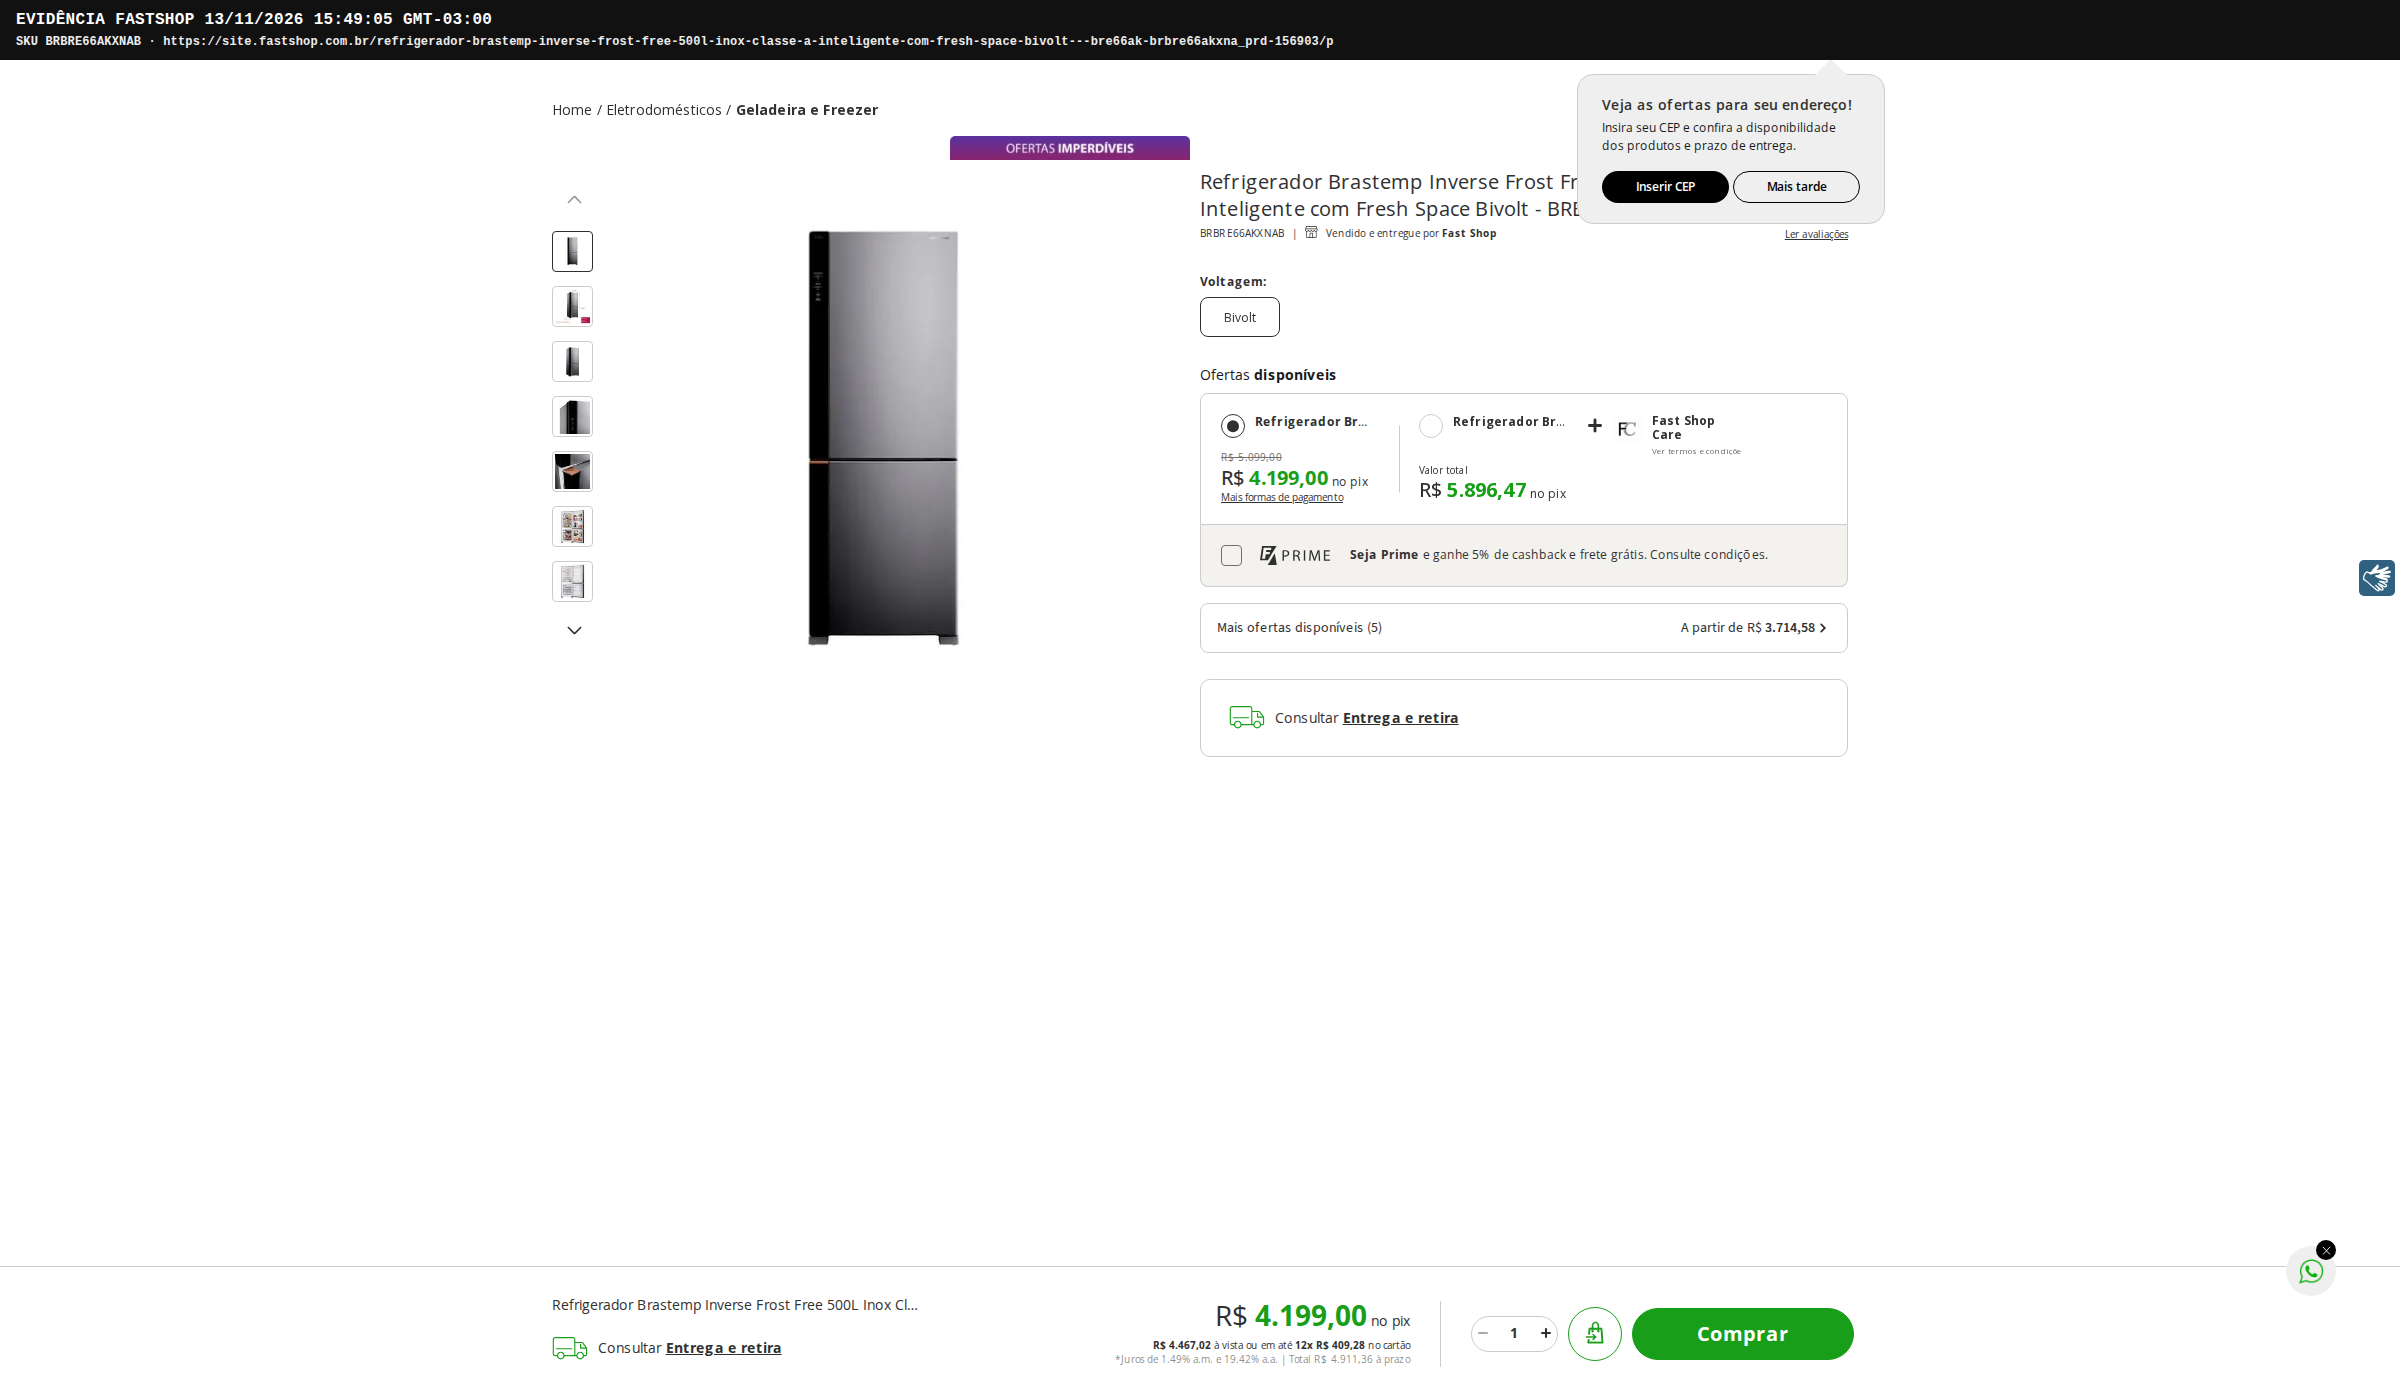 EVIDÊNCIA FASTSHOP 13/11/2026 15:49:05 GMT-03:00
SKU BRBRE66AKXNAB · https://site.fastshop.com.br/refrigerador-brastemp-inverse-frost-free-500l-inox-classe-a-inteligente-com-fresh-space-bivolt---bre66ak-brbre66akxna_prd-156903/p
Home / Eletrodomésticos / Geladeira e Freezer
Veja as ofertas para seu endereço!
Insira seu CEP e confira a disponibilidade
dos produtos e prazo de entrega.
Inserir CEP
Mais tarde
OFERTAS IMPERDÍVEIS
Refrigerador Brastemp Inverse Frost Fr
Inteligente com Fresh Space Bivolt - BRE
BRBRE66AKXNAB | Vendido e entregue por Fast Shop
Ler avaliações
Voltagem:
Bivolt
Ofertas disponíveis
Refrigerador Br...
R$ 5.099,00
R$ 4.199,00 no pix
Mais formas de pagamento
Refrigerador Br...
+
FC
Fast Shop
Care
Ver termos e condiçõe
Valor total
R$ 5.896,47 no pix
PRIME Seja Prime e ganhe 5% de cashback e frete grátis. Consulte condições.
Mais ofertas disponíveis (5)
A partir de R$ 3.714,58
Consultar Entrega e retira
Refrigerador Brastemp Inverse Frost Free 500L Inox Cl...
Consultar Entrega e retira
R$ 4.199,00 no pix
R$ 4.467,02 à vista ou em até 12x R$ 409,28 no cartão
*Juros de 1.49% a.m. e 19.42% a.a. | Total R$ 4.911,36 à prazo
− 1 +
Comprar